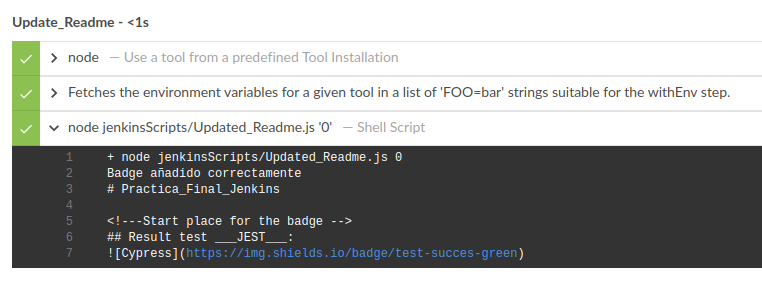 Update_Readme - <1s
node — Use a tool from a predefined Tool Installation
Fetches the environment variables for a given tool in a list of 'FOO=bar' strings suitable for the withEnv step.
node jenkinsScripts/Updated_Readme.js '0' — Shell Script
1 + node jenkinsScripts/Updated_Readme.js 0
2 Badge añadido correctamente
3 # Practica_Final_Jenkins
4
5 <!---Start place for the badge -->
6 ## Result test ___JEST___:
7 ![Cypress](https://img.shields.io/badge/test-succes-green)